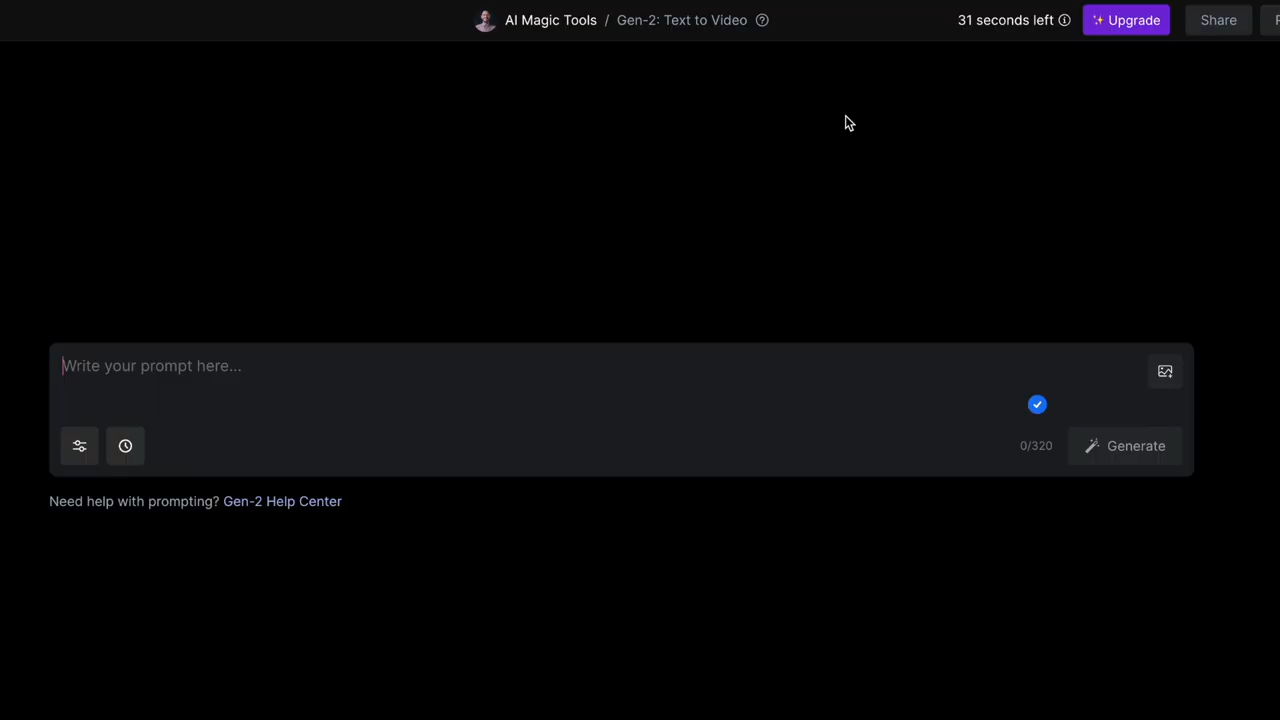 AI Magic Tools / Gen-2: Text to Video
31 seconds left
Upgrade
Share
Write your prompt here...
0/320
Generate
Need help with prompting? Gen-2 Help Center